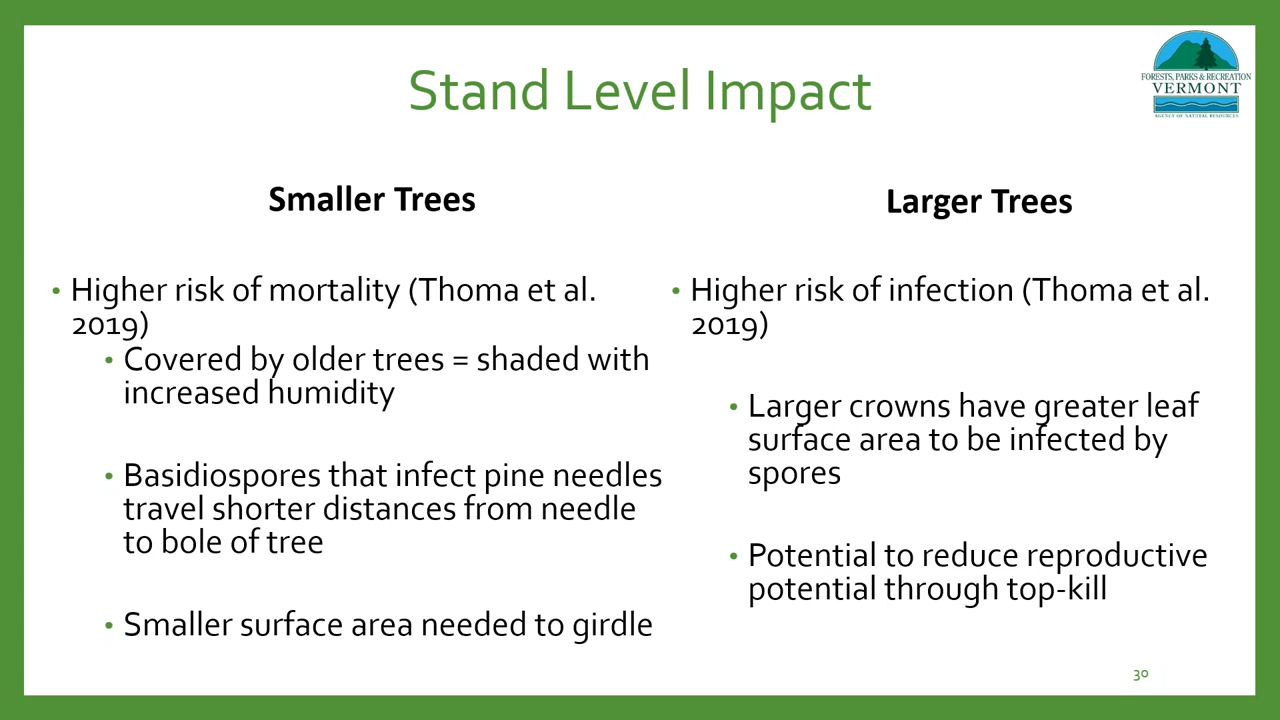 Stand Level Impact
FORESTS, PARKS & RECREATION
VERMONT
AGENCY OF NATURAL RESOURCES
Smaller Trees
• Higher risk of mortality (Thoma et al.
2019)
• Covered by older trees = shaded with
increased humidity
• Basidiospores that infect pine needles
travel shorter distances from needle
to bole of tree
• Smaller surface area needed to girdle
Larger Trees
• Higher risk of infection (Thoma et al.
2019)
• Larger crowns have greater leaf
surface area to be infected by
spores
• Potential to reduce reproductive
potential through top-kill
30